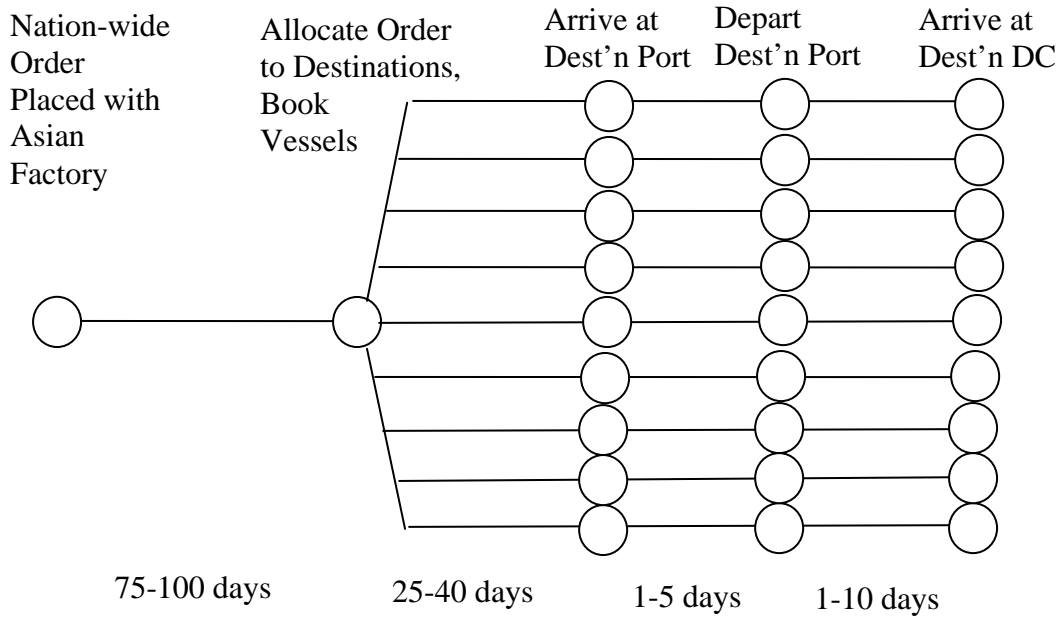 Nation-wide
Order
Placed with
Asian
Factory
Allocate Order
to Destinations,
Book
Vessels
Arrive at
Dest’n Port
Depart
Dest’n Port
Arrive at
Dest’n DC
75-100 days
25-40 days
1-5 days
1-10 days